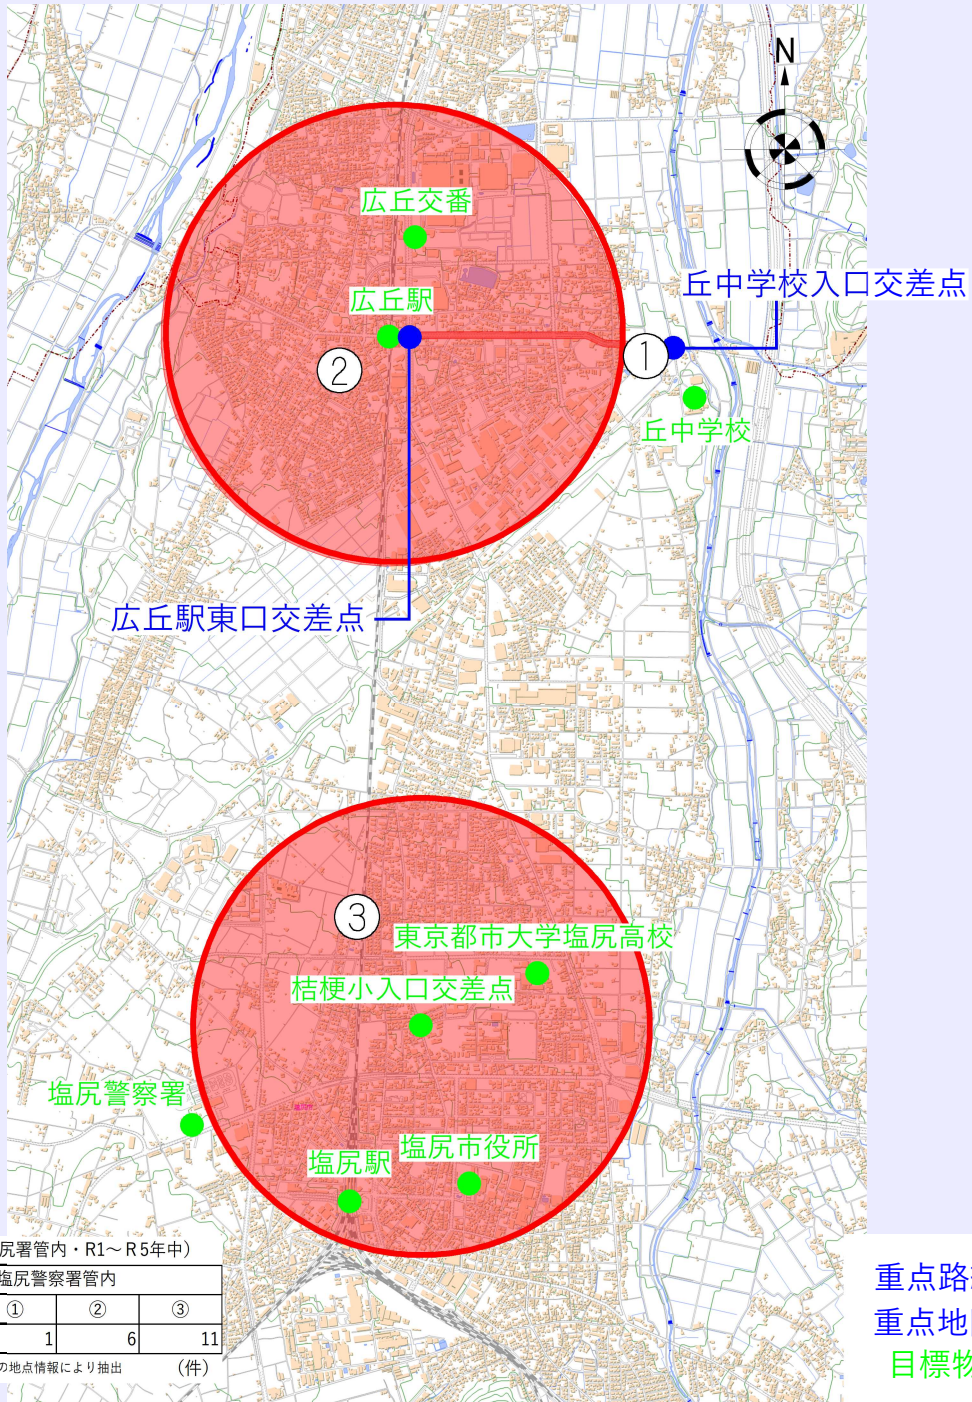 N
広丘交番
丘中学校入口交差点
広丘駅
①
②
丘中学校
広丘駅東口交差点
③
東京都市大学塩尻高校
桔梗小入口交差点
塩尻警察署
塩尻市役所
塩尻駅
尻署管内・R1～R5年中）
塩尻警察署管内
① ② ③
1 6 11
の地点情報により抽出 （件）
重点路
重点地
目標物